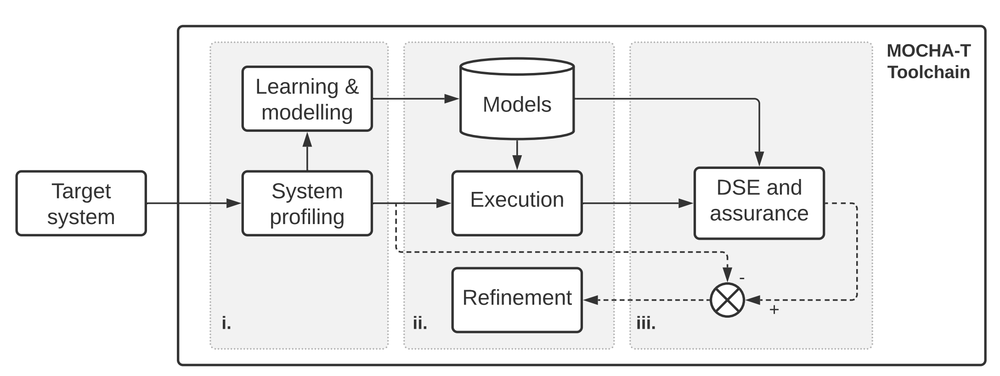 MOCHA-T
Toolchain
Learning &
modelling
Models
Target
system
System
profiling
Execution
DSE and
assurance
-
+
Refinement
i.
ii.
iii.